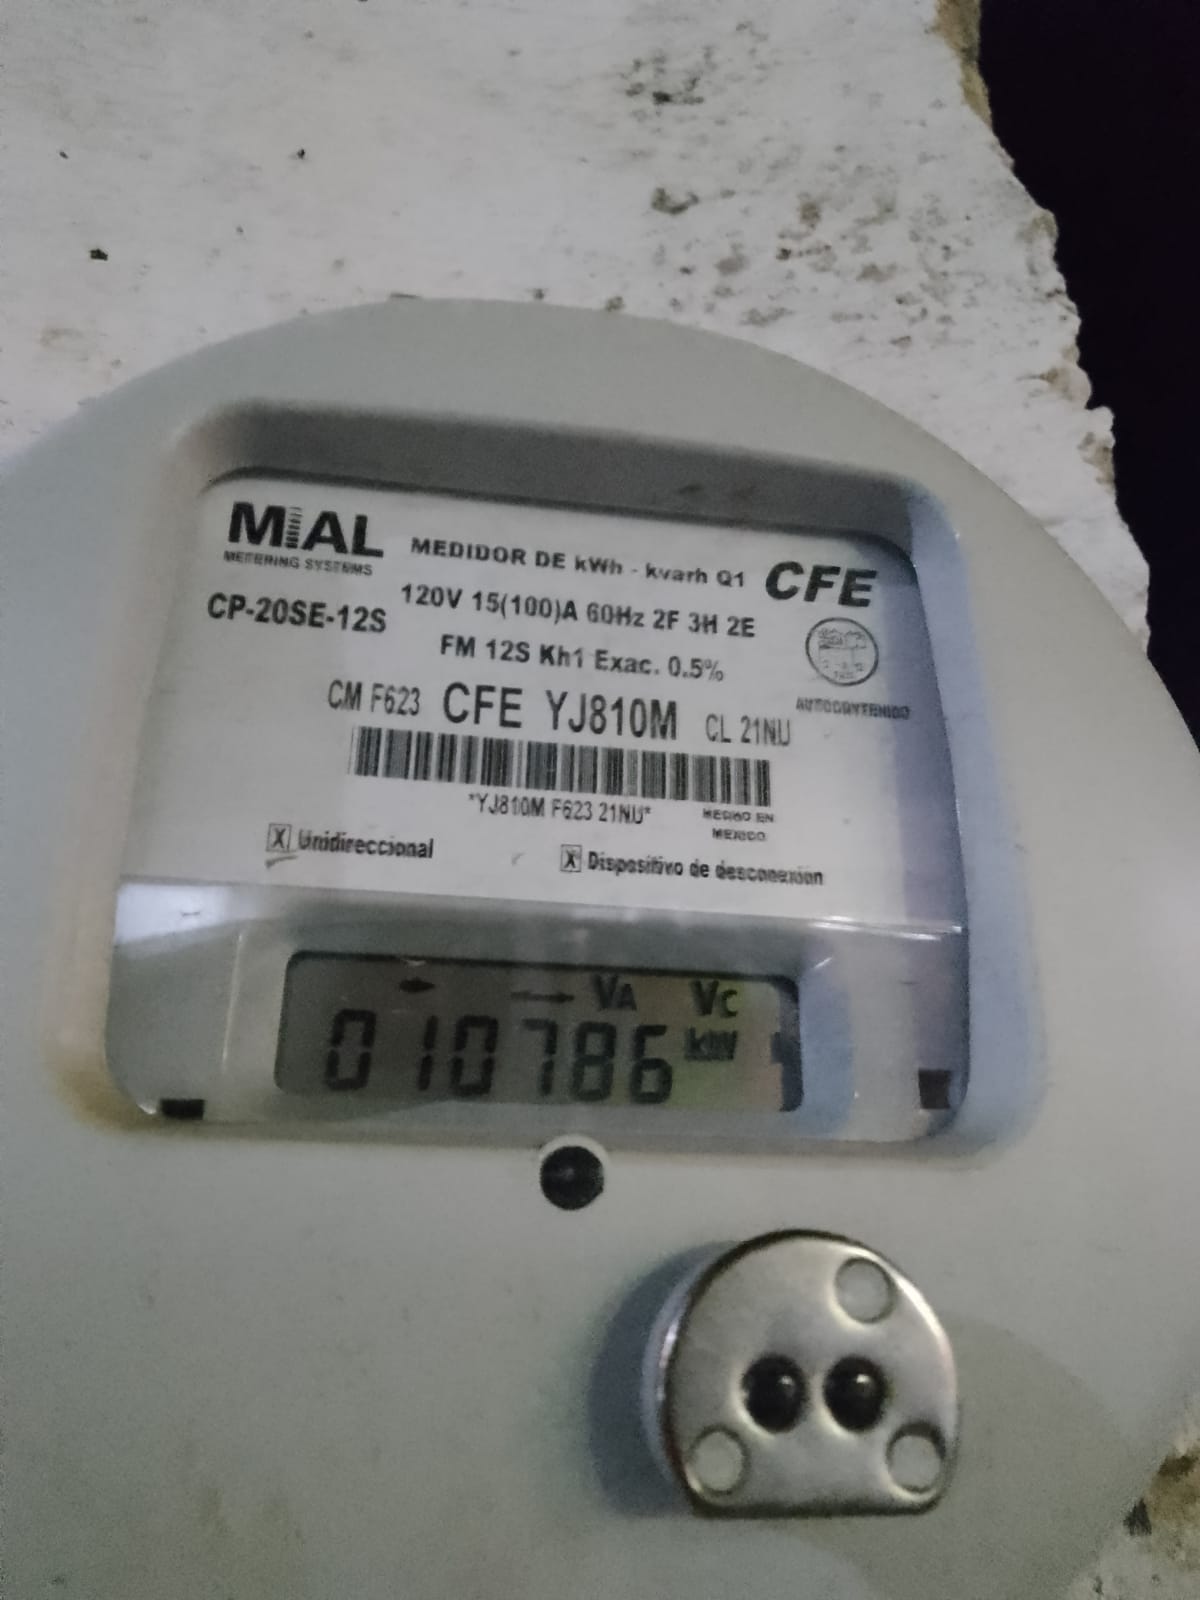 MIAL
METERING SYSTEMS
MEDIDOR DE kWh - kvarh Q1
CFE
CP-20SE-12S
120V 15(100)A 60Hz 2F 3H 2E
FM 12S Kh1 Exac. 0.5%
AUTOCONTENIDO
CM F623 CFE YJ810M CL 21NU
*YJ810M F623 21NU*
HECHO EN
MEXICO
X Unidireccional
X Dispositivo de desconexión
VA VC
010786 kW